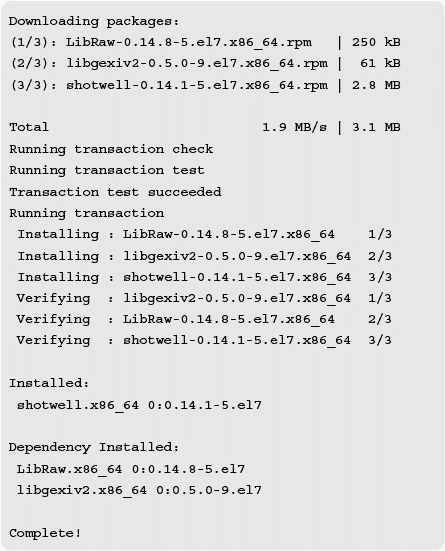 Downloading packages:
(1/3): LibRaw-0.14.8-5.el7.x86_64.rpm   | 250 kB
(2/3): libgexiv2-0.5.0-9.el7.x86_64.rpm |  61 kB
(3/3): shotwell-0.14.1-5.el7.x86_64.rpm | 2.8 MB

Total                          1.9 MB/s | 3.1 MB
Running transaction check
Running transaction test
Transaction test succeeded
Running transaction
 Installing : LibRaw-0.14.8-5.el7.x86_64    1/3
 Installing : libgexiv2-0.5.0-9.el7.x86_64  2/3
 Installing : shotwell-0.14.1-5.el7.x86_64  3/3
 Verifying  : libgexiv2-0.5.0-9.el7.x86_64  1/3
 Verifying  : LibRaw-0.14.8-5.el7.x86_64    2/3
 Verifying  : shotwell-0.14.1-5.el7.x86_64  3/3

Installed:
 shotwell.x86_64 0:0.14.1-5.el7

Dependency Installed:
 LibRaw.x86_64 0:0.14.8-5.el7
 libgexiv2.x86_64 0:0.5.0-9.el7

Complete!